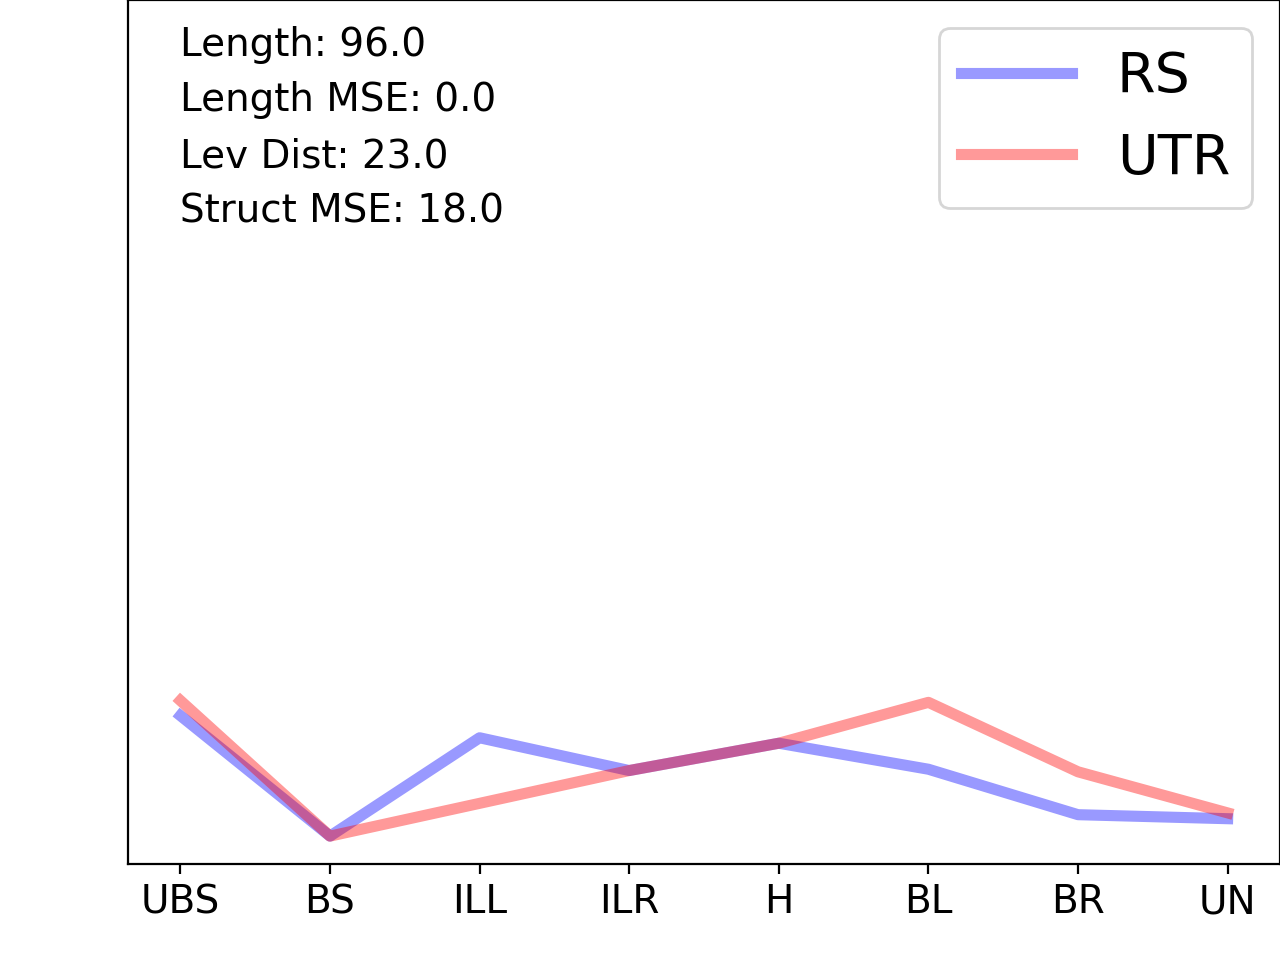 Length: 96.0
Length MSE: 0.0
Lev Dist: 23.0
Struct MSE: 18.0
RS
UTR
UBS BS ILL ILR H BL BR UN